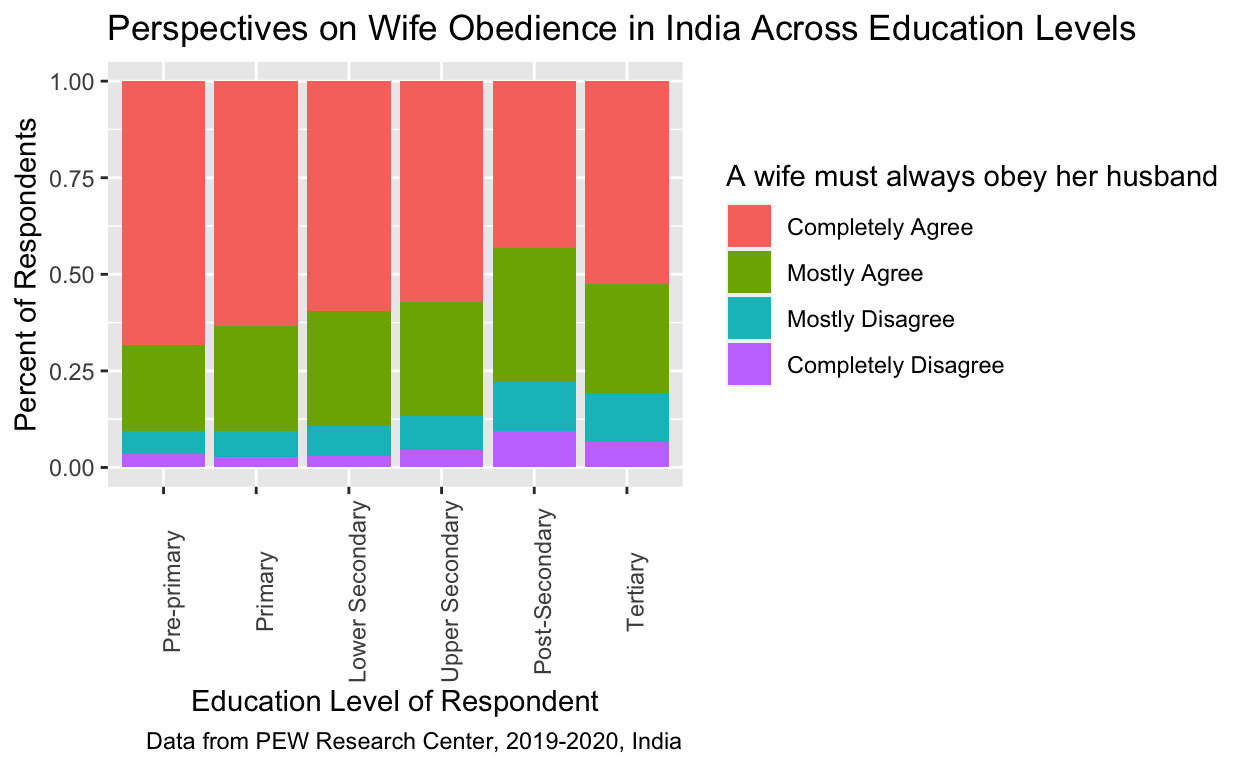 Perspectives on Wife Obedience in India Across Education Levels
Percent of Respondents
1.00
0.75
0.50
0.25
0.00
Pre-primary
Primary
Lower Secondary
Upper Secondary
Post-Secondary
Tertiary
Education Level of Respondent
Data from PEW Research Center, 2019-2020, India
A wife must always obey her husband
Completely Agree
Mostly Agree
Mostly Disagree
Completely Disagree